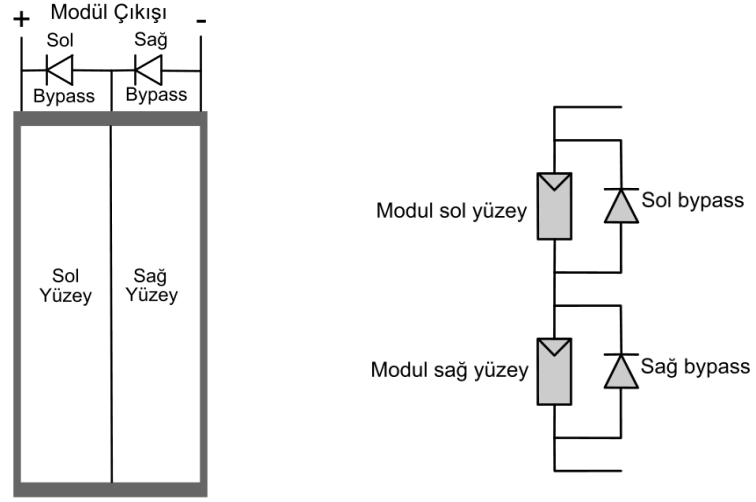 + Modül Çıkışı -
Sol Sağ
Bypass Bypass
Sol
Yüzey
Sağ
Yüzey
Modul sol yüzey
Sol bypass
Modul sağ yüzey
Sağ bypass